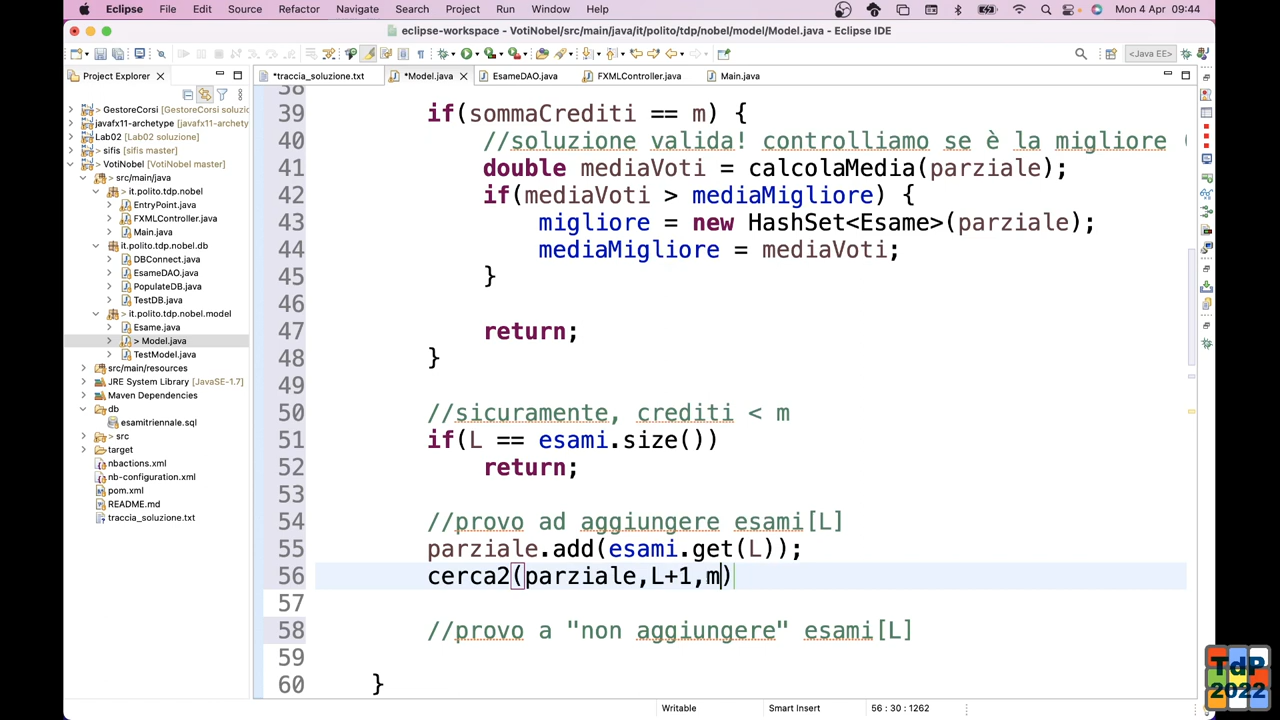 Eclipse File Edit Source Refactor Navigate Search Project Run Window Help Mon 4 Apr 09:44
eclipse-workspace - VotiNobel/src/main/java/it/polito/tdp/nobel/model/Model.java - Eclipse IDE
<Java EE>
Project Explorer
*traccia_soluzione.txt *Model.java EsameDAO.java FXMLController.java Main.java
> GestoreCorsi [GestoreCorsi soluzio
javafx11-archetype [javafx11-archety
Lab02 [Lab02 soluzione]
> sifis [sifis master]
> VotiNobel [VotiNobel master]
> src/main/java
> it.polito.tdp.nobel
EntryPoint.java
FXMLController.java
Main.java
it.polito.tdp.nobel.db
DBConnect.java
EsameDAO.java
PopulateDB.java
TestDB.java
> it.polito.tdp.nobel.model
Esame.java
> Model.java
TestModel.java
src/main/resources
JRE System Library [JavaSE-1.7]
Maven Dependencies
db
esamitriennale.sql
> src
target
nbactions.xml
nb-configuration.xml
pom.xml
README.md
traccia_soluzione.txt
38
39 if(sommaCrediti == m) {
40 //soluzione valida! controlliamo se è la migliore (
41 double mediaVoti = calcolaMedia(parziale);
42 if(mediaVoti > mediaMigliore) {
43 migliore = new HashSet<Esame>(parziale);
44 mediaMigliore = mediaVoti;
45 }
46
47 return;
48 }
49
50 //sicuramente, crediti < m
51 if(L == esami.size())
52 return;
53
54 //provo ad aggiungere esami[L]
55 parziale.add(esami.get(L));
56 cerca2(parziale,L+1,m)
57
58 //provo a "non aggiungere" esami[L]
59
60 }
Writable Smart Insert 56 : 30 : 1262
TdP
2022